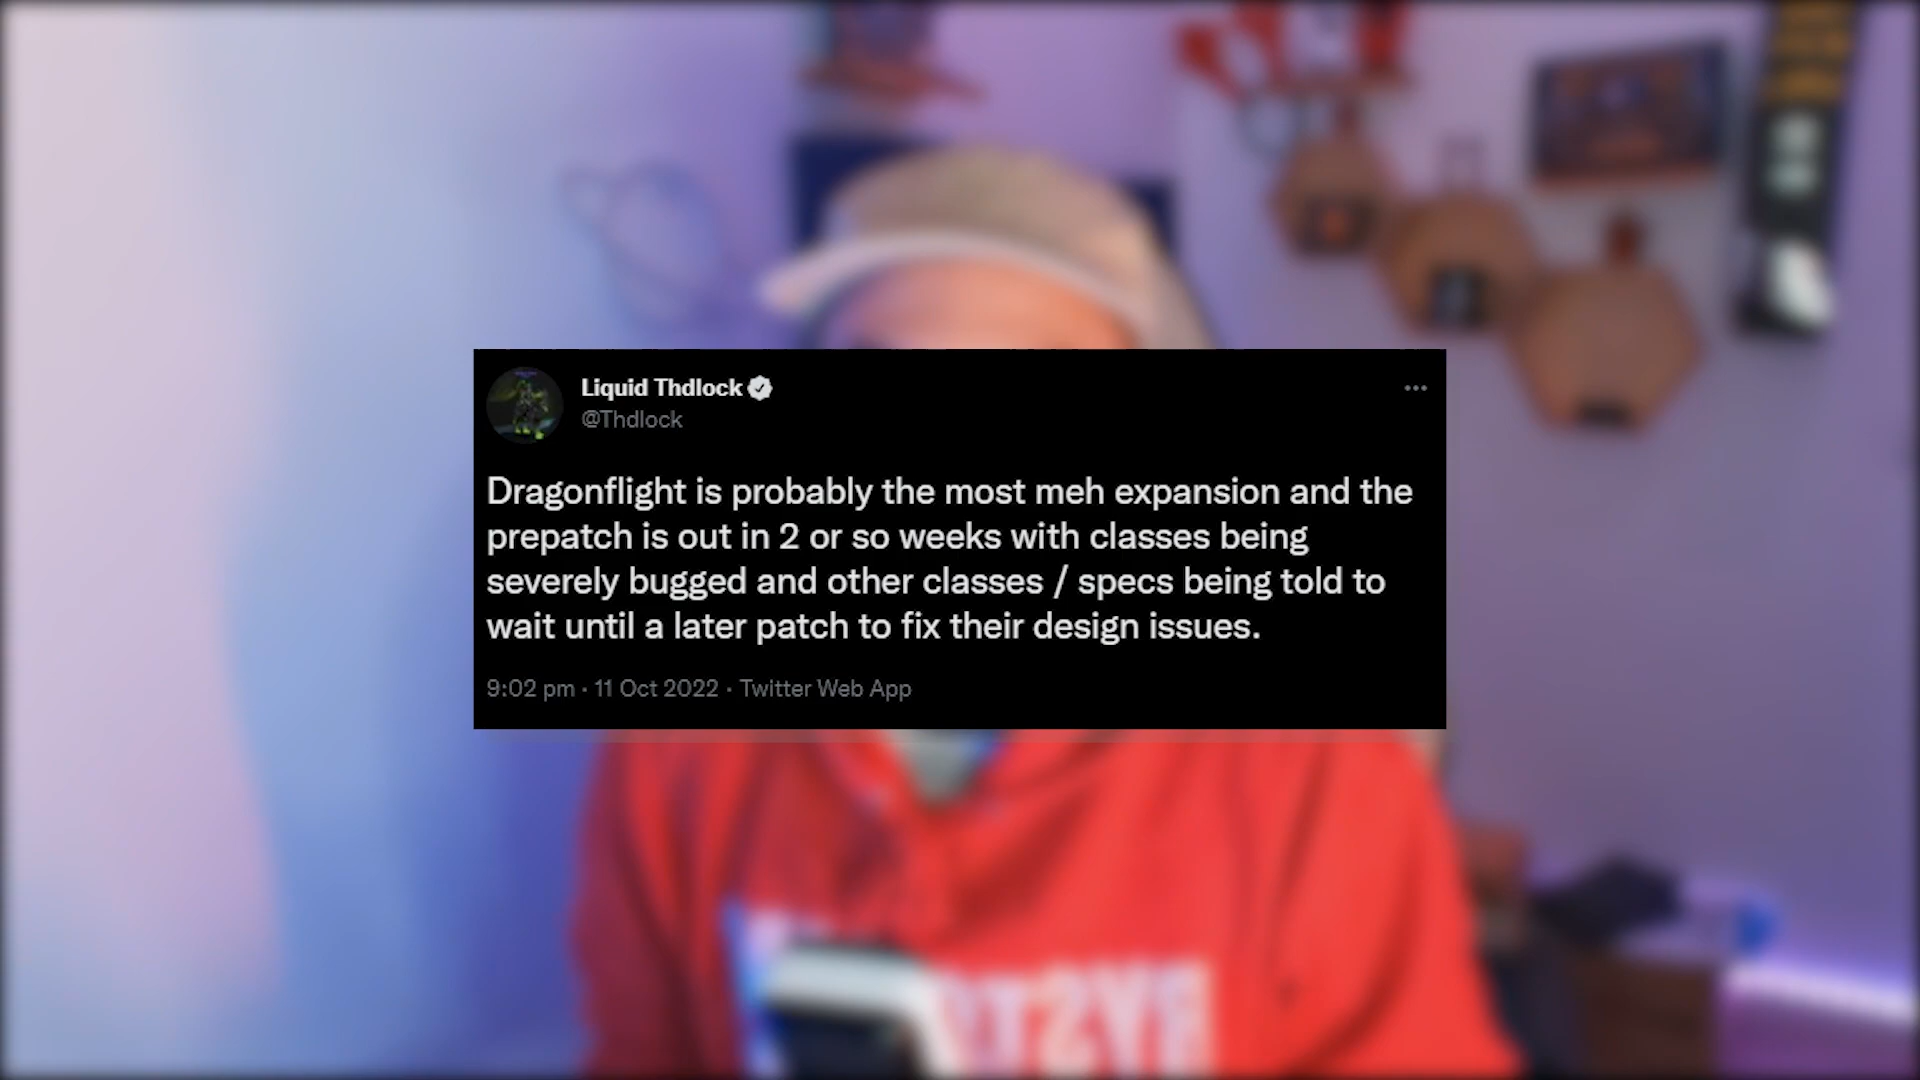 Liquid Thdlock
@Thdlock
Dragonflight is probably the most meh expansion and the
prepatch is out in 2 or so weeks with classes being
severely bugged and other classes / specs being told to
wait until a later patch to fix their design issues.
9:02 pm · 11 Oct 2022 · Twitter Web App